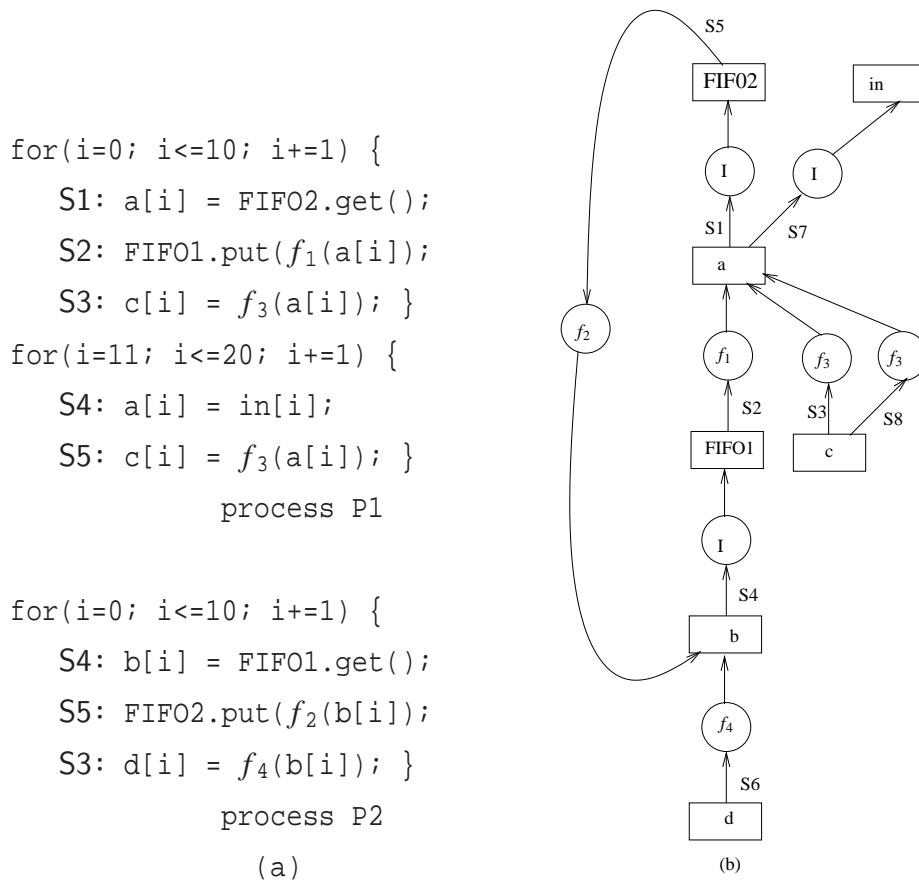 for(i=0; i<=10; i+=1) {
S1: a[i] = FIFO2.get();
S2: FIFO1.put(f1(a[i]);
S3: c[i] = f3(a[i]); }
for(i=11; i<=20; i+=1) {
S4: a[i] = in[i];
S5: c[i] = f3(a[i]); }
process P1
for(i=0; i<=10; i+=1) {
S4: b[i] = FIFO1.get();
S5: FIFO2.put(f2(b[i]);
S3: d[i] = f4(b[i]); }
process P2
(a)
S5
FIF02
in
I
I
S1
S7
a
f2
f1
f3
f3
S2
S3
S8
FIFO1
c
I
S4
b
f4
S6
d
(b)